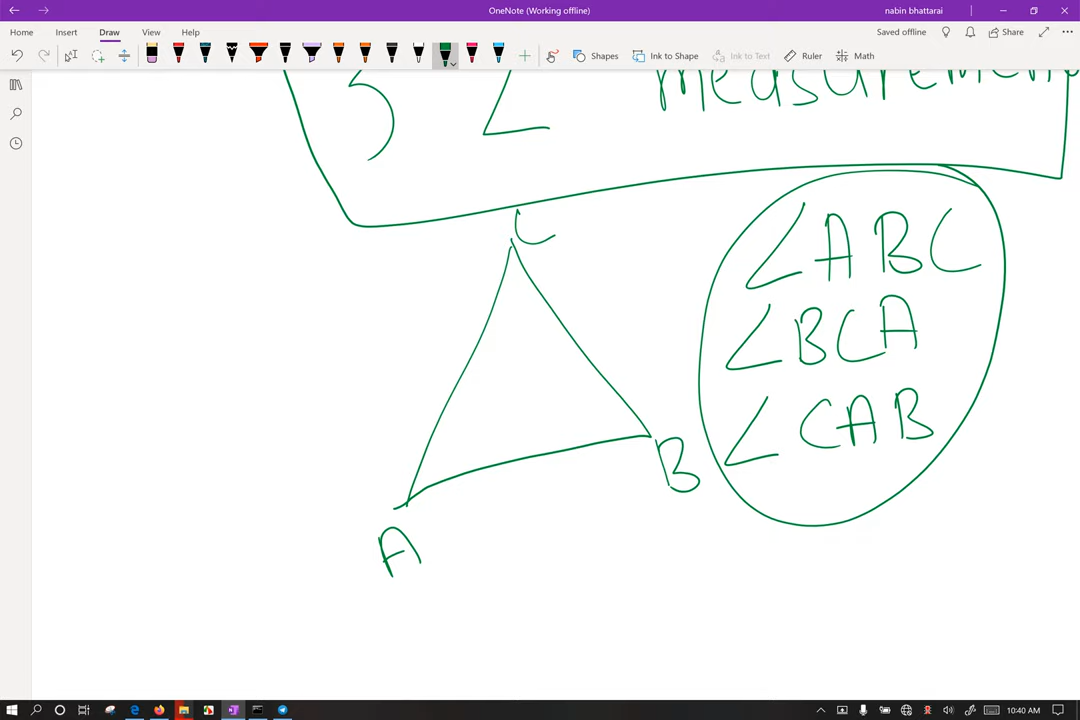 OneNote (Working offline)
nabin bhattarai
Home Insert Draw View Help
Saved offline
Share
Shapes
Ink to Shape
Ink to Text
Ruler
Math
5 ∠ measurement
C
∠ABC
∠BCA
∠CAB
B
A
10:40 AM